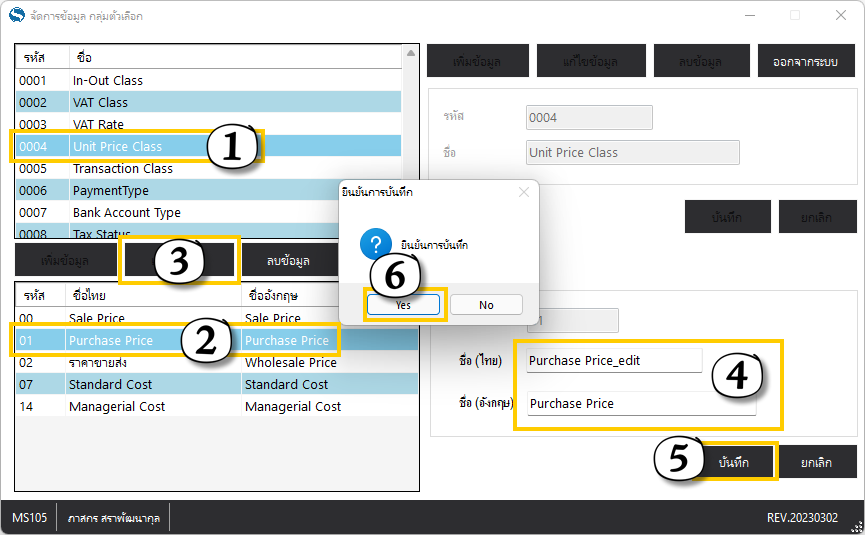 จัดการข้อมูล กลุ่มตัวเลือก
รหัส ชื่อ
0001 In-Out Class
0002 VAT Class
0003 VAT Rate
0004 Unit Price Class
0005 Transaction Class
0006 PaymentType
0007 Bank Account Type
0008 Tax Status
1
เพิ่มข้อมูล แก้ไขข้อมูล ลบข้อมูล ออกจากระบบ
รหัส 0004
ชื่อ Unit Price Class
บันทึก ยกเลิก
ยืนยันการบันทึก
ยืนยันการบันทึก
6
Yes No
เพิ่มข้อมูล 3 ลบข้อมูล
รหัส ชื่อไทย ชื่ออังกฤษ
00 Sale Price Sale Price
01 Purchase Price 2 Purchase Price
02 ราคาขายส่ง Wholesale Price
07 Standard Cost Standard Cost
14 Managerial Cost Managerial Cost
ชื่อ (ไทย) Purchase Price_edit
4
ชื่อ (อังกฤษ) Purchase Price
5 บันทึก ยกเลิก
MS105 ภาสกร สราพัฒนากุล REV.20230302